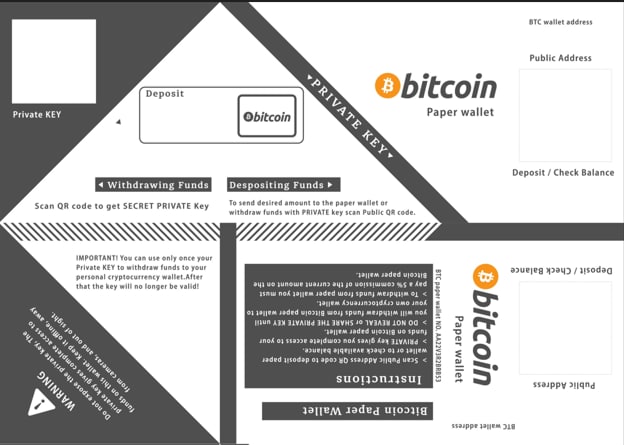 BTC wallet address
Public Address
Deposit / Check Balance
bitcoin
Paper wallet
PRIVATE KEY
Private KEY
Deposit
bitcoin
Withdrawing Funds
Scan QR code to get SECRET PRIVATE Key
Despositing Funds
To send desired amount to the paper wallet or
withdraw funds with PRIVATE key scan Public QR code.
IMPORTANT! You can use only once your
Private KEY to withdraw funds to your
personal cryptocurrency wallet.After
that the key will no longer be valid!
WARNING
Do not expose the private key, The
private key gives complete access to
funds on this wallet. Keep it offline, away
from cameras and out of sight.
Bitcoin Paper Wallet
Instructions
> Scan Public Address QR code to deposit paper
wallet or to check available balance.
> PRIVATE key gives you complete access to your
funds on bitcoin paper wallet.
> DO NOT REVEAL or SHARE THE PRIVATE KEY until
you will withdraw funds from bitcoin paper wallet to
your own cryptocurrency wallet.
> To withdraw funds from paper wallet you must
pay a 5% commission of the current amount on the
Bitcoin paper wallet.
BTC paper wallet NO. AA22V382BRB53
bitcoin
Paper wallet
BTC wallet address
Public Address
Deposit / Check Balance